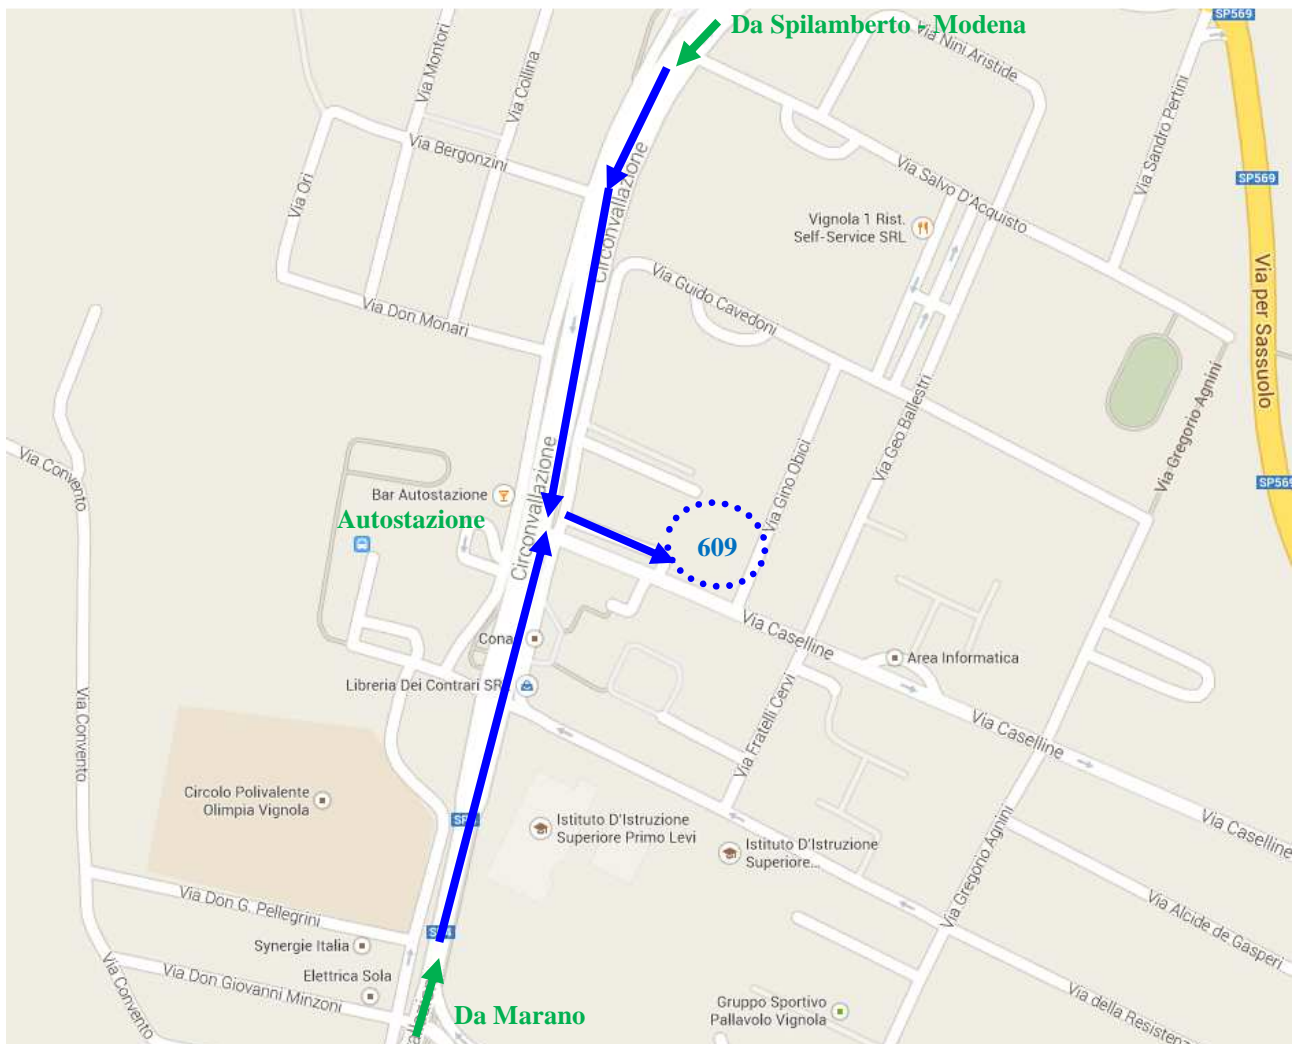 Da Spilamberto - Modena
SP569
Via Montori
Via Collina
Via Nini Aristide
Via Sandro Pertini
Via Bergonzini
Circonvallazione
Via Salvo D'Acquisto
SP569
Via Ori
Vignola 1 Rist.
Self-Service SRL
Via Guido Cavedoni
Via per Sassuolo
Via Don Monari
Via Geo Ballestri
Via Gregorio Agnini
Via Convento
Bar Autostazione
Circonvallazione
Via Gino Obici
SP569
Autostazione
609
Via Caselline
Area Informatica
Libreria Dei Contrari
Via Convento
Via Fratelli Cervi
Via Caselline
Circolo Polivalente
Olimpia Vignola
Istituto D'Istruzione
Superiore Primo Levi
Istituto D'Istruzione
Superiore...
Via Caselline
Via Gregorio Agnini
Via Don G. Pellegrini
Via Alcide de Gasperi
Synergie Italia
Via Convento
Via Don Giovanni Minzoni
Elettrica Sola
Da Marano
Gruppo Sportivo
Pallavolo Vignola
Via della Resistenz